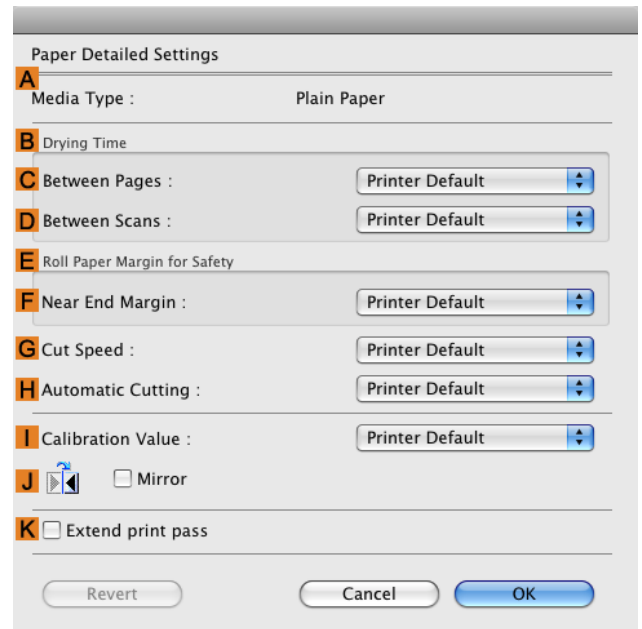 Paper Detailed Settings
A
Media Type : Plain Paper
B Drying Time
C Between Pages : Printer Default
D Between Scans : Printer Default
E Roll Paper Margin for Safety
F Near End Margin : Printer Default
G Cut Speed : Printer Default
H Automatic Cutting : Printer Default
I Calibration Value : Printer Default
J Mirror
K Extend print pass
Revert Cancel OK